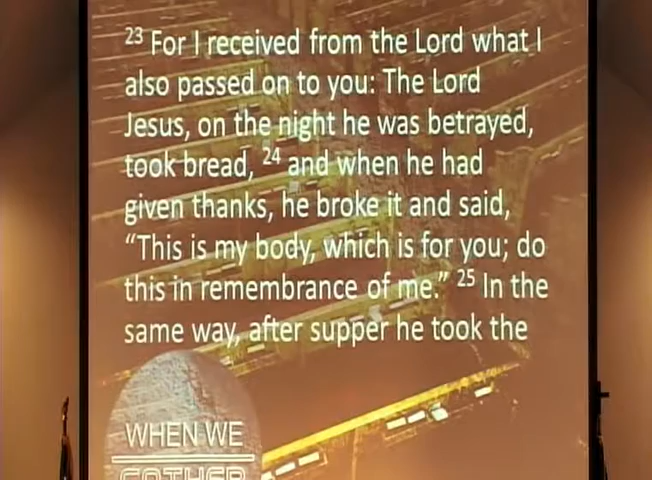 23 For I received from the Lord what I
also passed on to you: The Lord
Jesus, on the night he was betrayed,
took bread, 24 and when he had
given thanks, he broke it and said,
“This is my body, which is for you; do
this in remembrance of me.” 25 In the
same way, after supper he took the
WHEN WE
GATHER